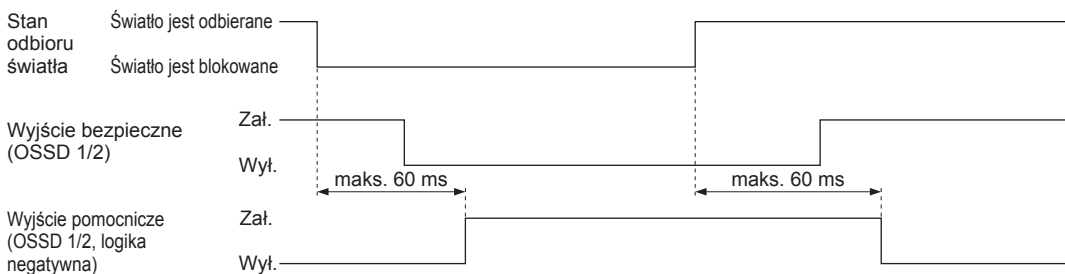 Stan
odbioru
światła
Światło jest odbierane
Światło jest blokowane
Wyjście bezpieczne
(OSSD 1/2)
Zał.
Wył.
maks. 60 ms
maks. 60 ms
Wyjście pomocnicze
(OSSD 1/2, logika
negatywna)
Zał.
Wył.